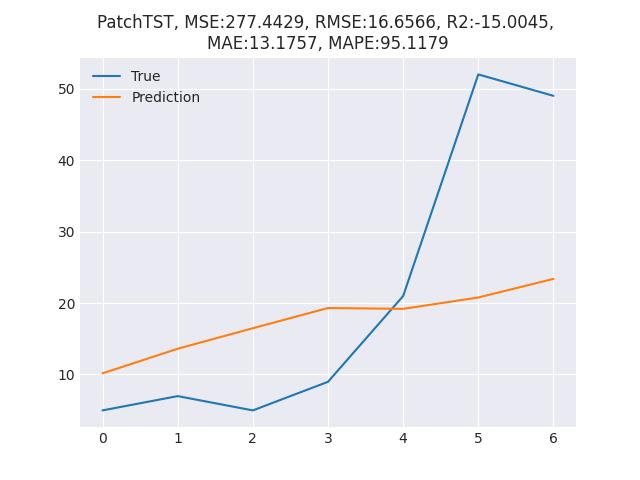 PatchTST, MSE:277.4429, RMSE:16.6566, R2:-15.0045,
MAE:13.1757, MAPE:95.1179
True
Prediction
50
40
30
20
10
0 1 2 3 4 5 6